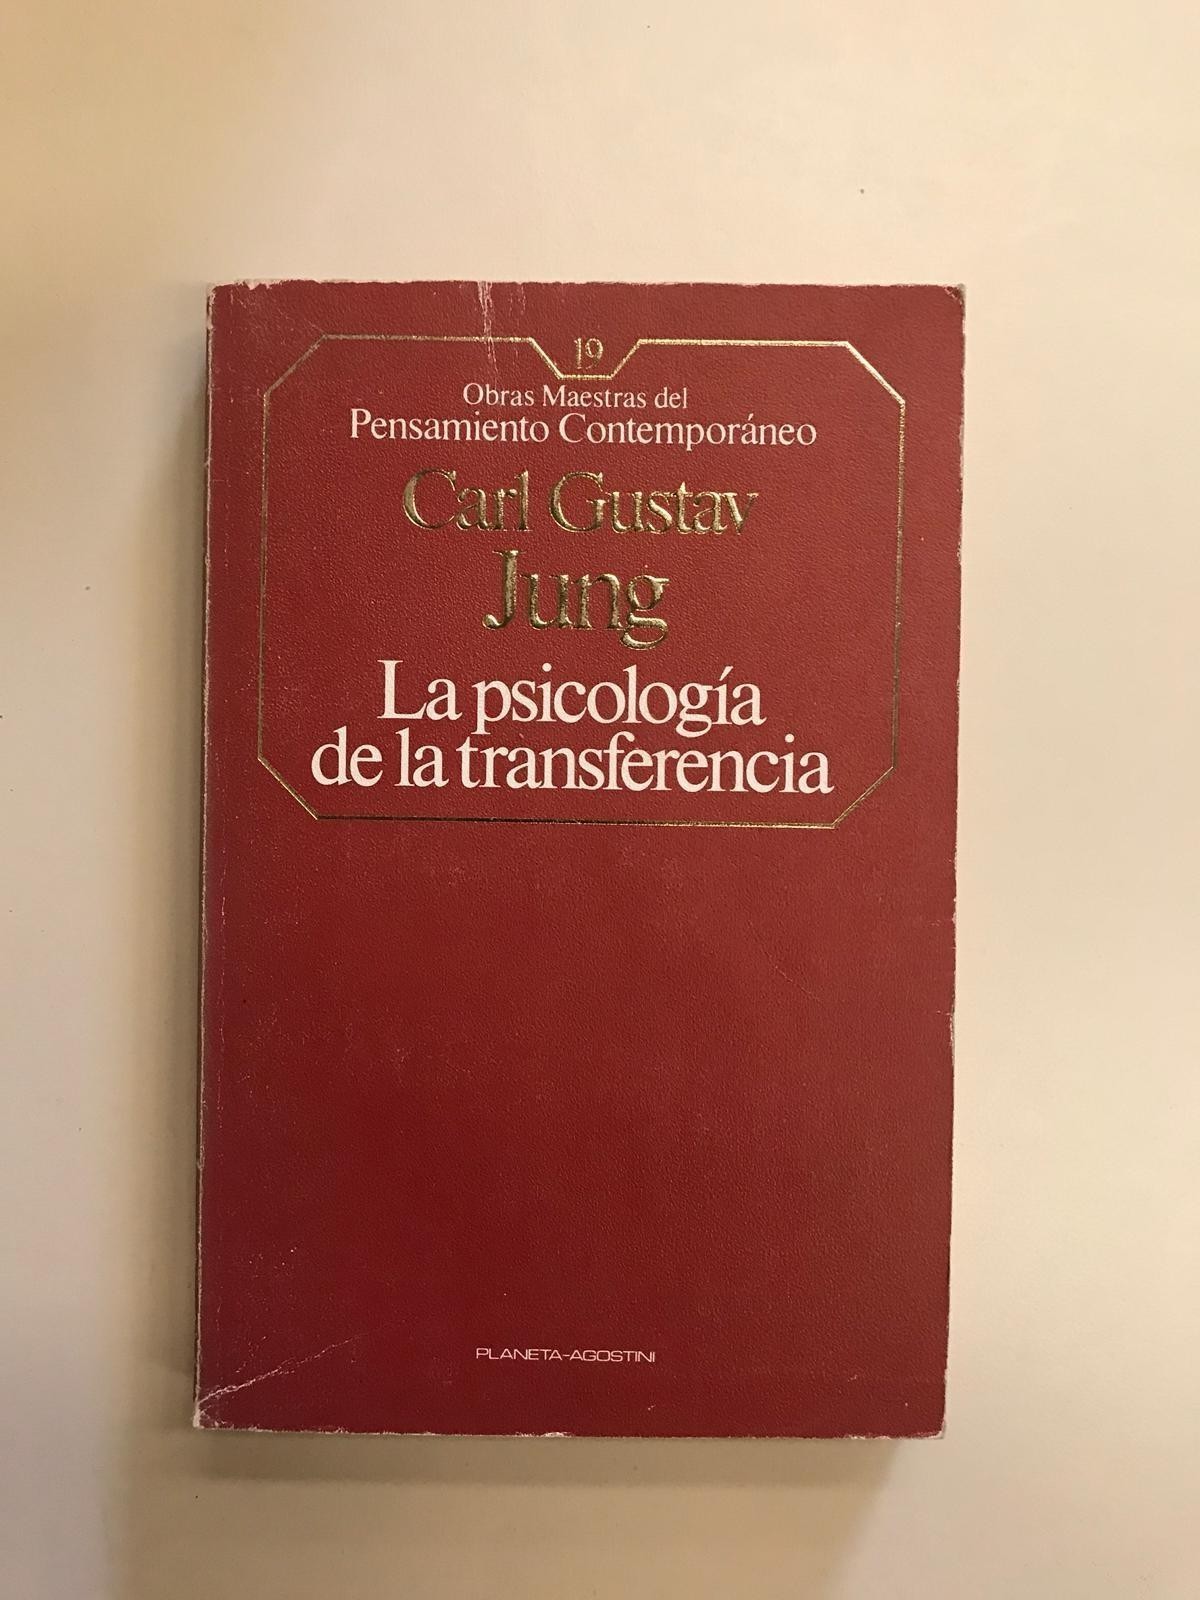 19
Obras Maestras del
Pensamiento Contemporáneo
Carl Gustav
Jung
La psicología
de la transferencia
PLANETA-AGOSTINI